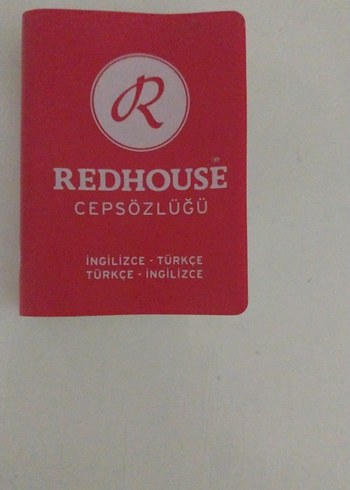 R
REDHOUSE
CEPSÖZLÜĞÜ
İNGİLİZCE - TÜRKÇE
TÜRKÇE - İNGİLİZCE